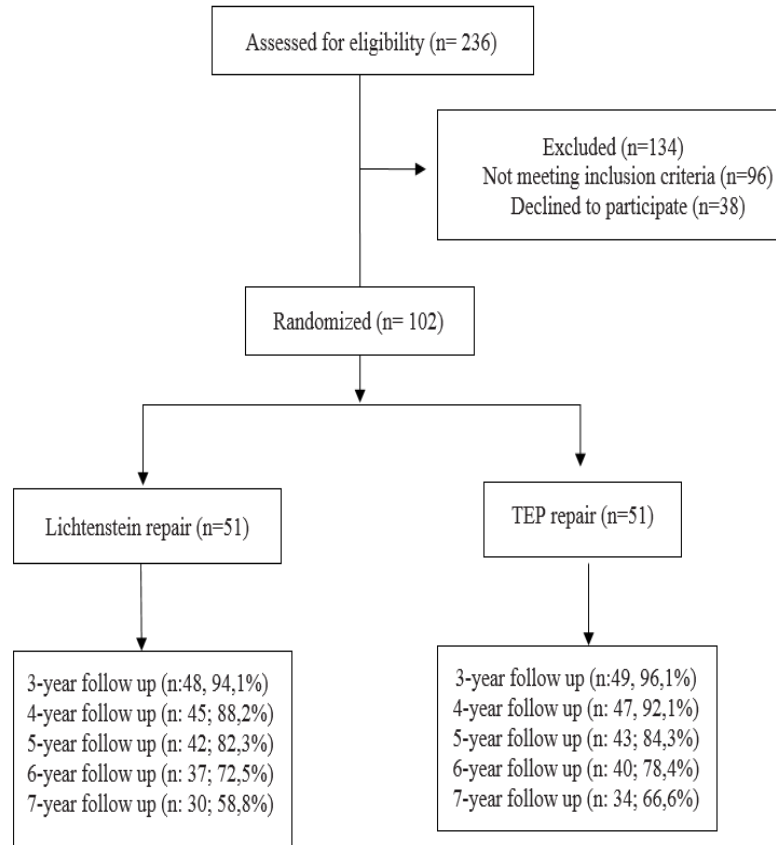 Assessed for eligibility (n= 236)
Excluded (n=134)
Not meeting inclusion criteria (n=96)
Declined to participate (n=38)
Randomized (n= 102)
Lichtenstein repair (n=51)
TEP repair (n=51)
3-year follow up (n:48, 94,1%)
4-year follow up (n: 45; 88,2%)
5-year follow up (n: 42; 82,3%)
6-year follow up (n: 37; 72,5%)
7-year follow up (n: 30; 58,8%)
3-year follow up (n:49, 96,1%)
4-year follow up (n: 47, 92,1%)
5-year follow up (n: 43; 84,3%)
6-year follow up (n: 40; 78,4%)
7-year follow up (n: 34; 66,6%)